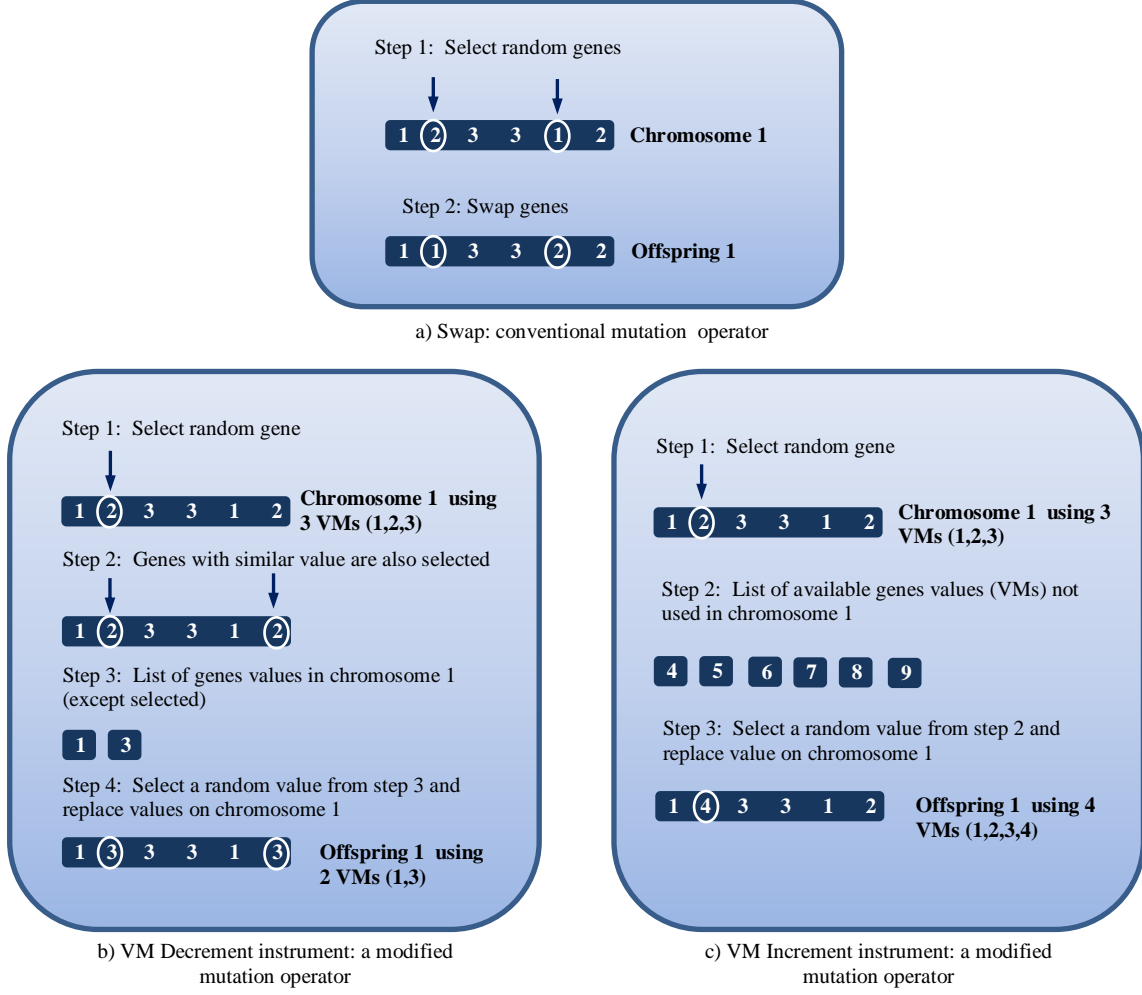 Step 1: Select random genes
1 2 3 3 1 2 Chromosome 1
Step 2: Swap genes
1 1 3 3 2 2 Offspring 1
a) Swap: conventional mutation operator
Step 1: Select random gene
1 2 3 3 1 2 Chromosome 1 using
3 VMs (1,2,3)
Step 2: Genes with similar value are also selected
1 2 3 3 1 2
Step 3: List of genes values in chromosome 1
(except selected)
1 3
Step 4: Select a random value from step 3 and
replace values on chromosome 1
1 3 3 3 1 3 Offspring 1 using
2 VMs (1,3)
b) VM Decrement instrument: a modified
mutation operator
Step 1: Select random gene
1 2 3 3 1 2 Chromosome 1 using 3
VMs (1,2,3)
Step 2: List of available genes values (VMs) not
used in chromosome 1
4 5 6 7 8 9
Step 3: Select a random value from step 2 and
replace value on chromosome 1
1 4 3 3 1 2 Offspring 1 using 4
VMs (1,2,3,4)
c) VM Increment instrument: a modified
mutation operator